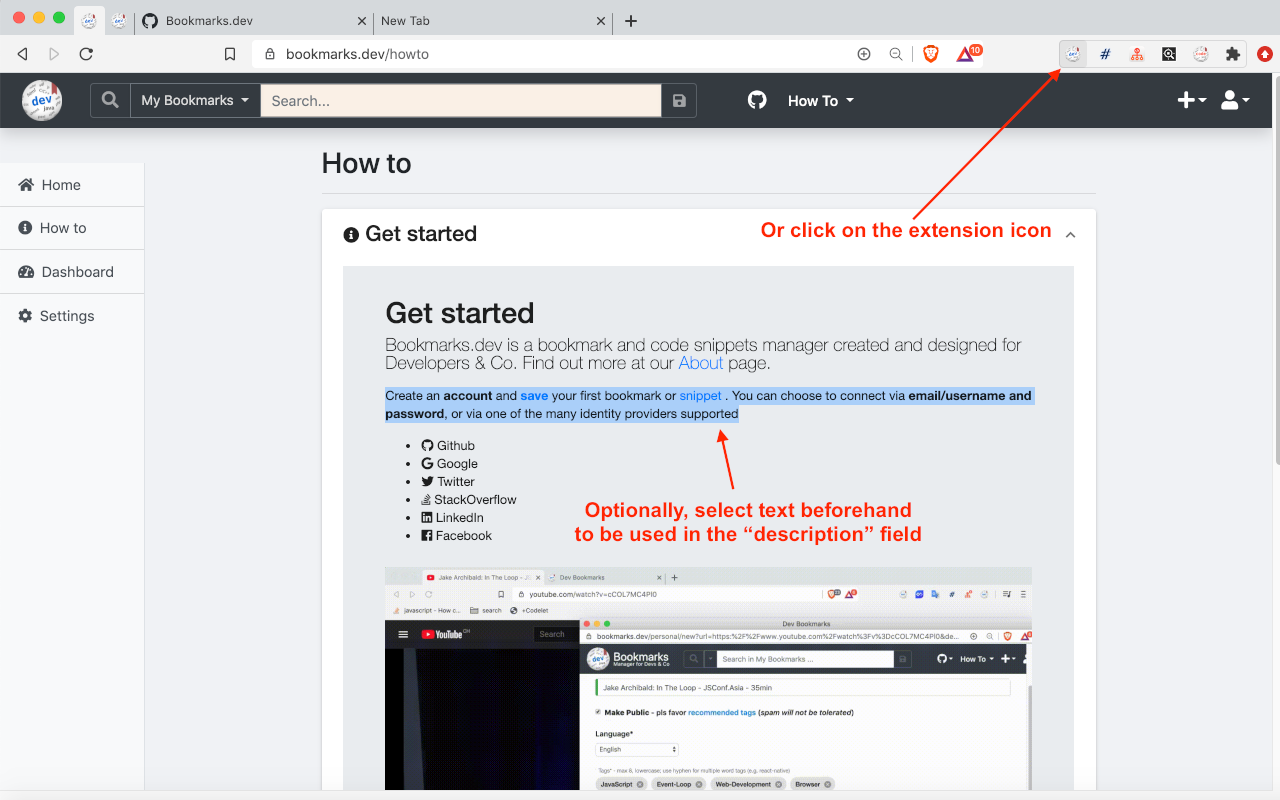 Bookmarks.dev
New Tab
bookmarks.dev/howto
10
dev
java
My Bookmarks
Search...
How To
How to
Home
How to
Dashboard
Settings
Or click on the extension icon
Get started
Get started
Bookmarks.dev is a bookmark and code snippets manager created and designed for
Developers & Co. Find out more at our About page.
Create an account and save your first bookmark or snippet . You can choose to connect via email/username and
password, or via one of the many identity providers supported
Github
Google
Twitter
StackOverflow
LinkedIn
Facebook
Optionally, select text beforehand
to be used in the “description” field
Jake Archibald: In The Loop - JS
Dev Bookmarks
youtube.com/watch?v=cCOL7MC4Pl0
javascript - How c...
search
+Codelet
YouTube CH
Search
Dev Bookmarks
bookmarks.dev/personal/new?url=https:%2F%2Fwww.youtube.com%2Fwatch%3Fv%3DcCOL7MC4Pl0&de...
dev
Bookmarks
Manager for Devs & Co
Search in My Bookmarks ...
How To
Jake Archibald: In The Loop - JSConf.Asia - 35min
Make Public - pls favor recommended tags (spam will not be tolerated)
Language*
English
Tags* - max 8, lowercase; use hyphen for multiple word tags (e.g. react-native)
JavaScript
Event-Loop
Web-Development
Browser